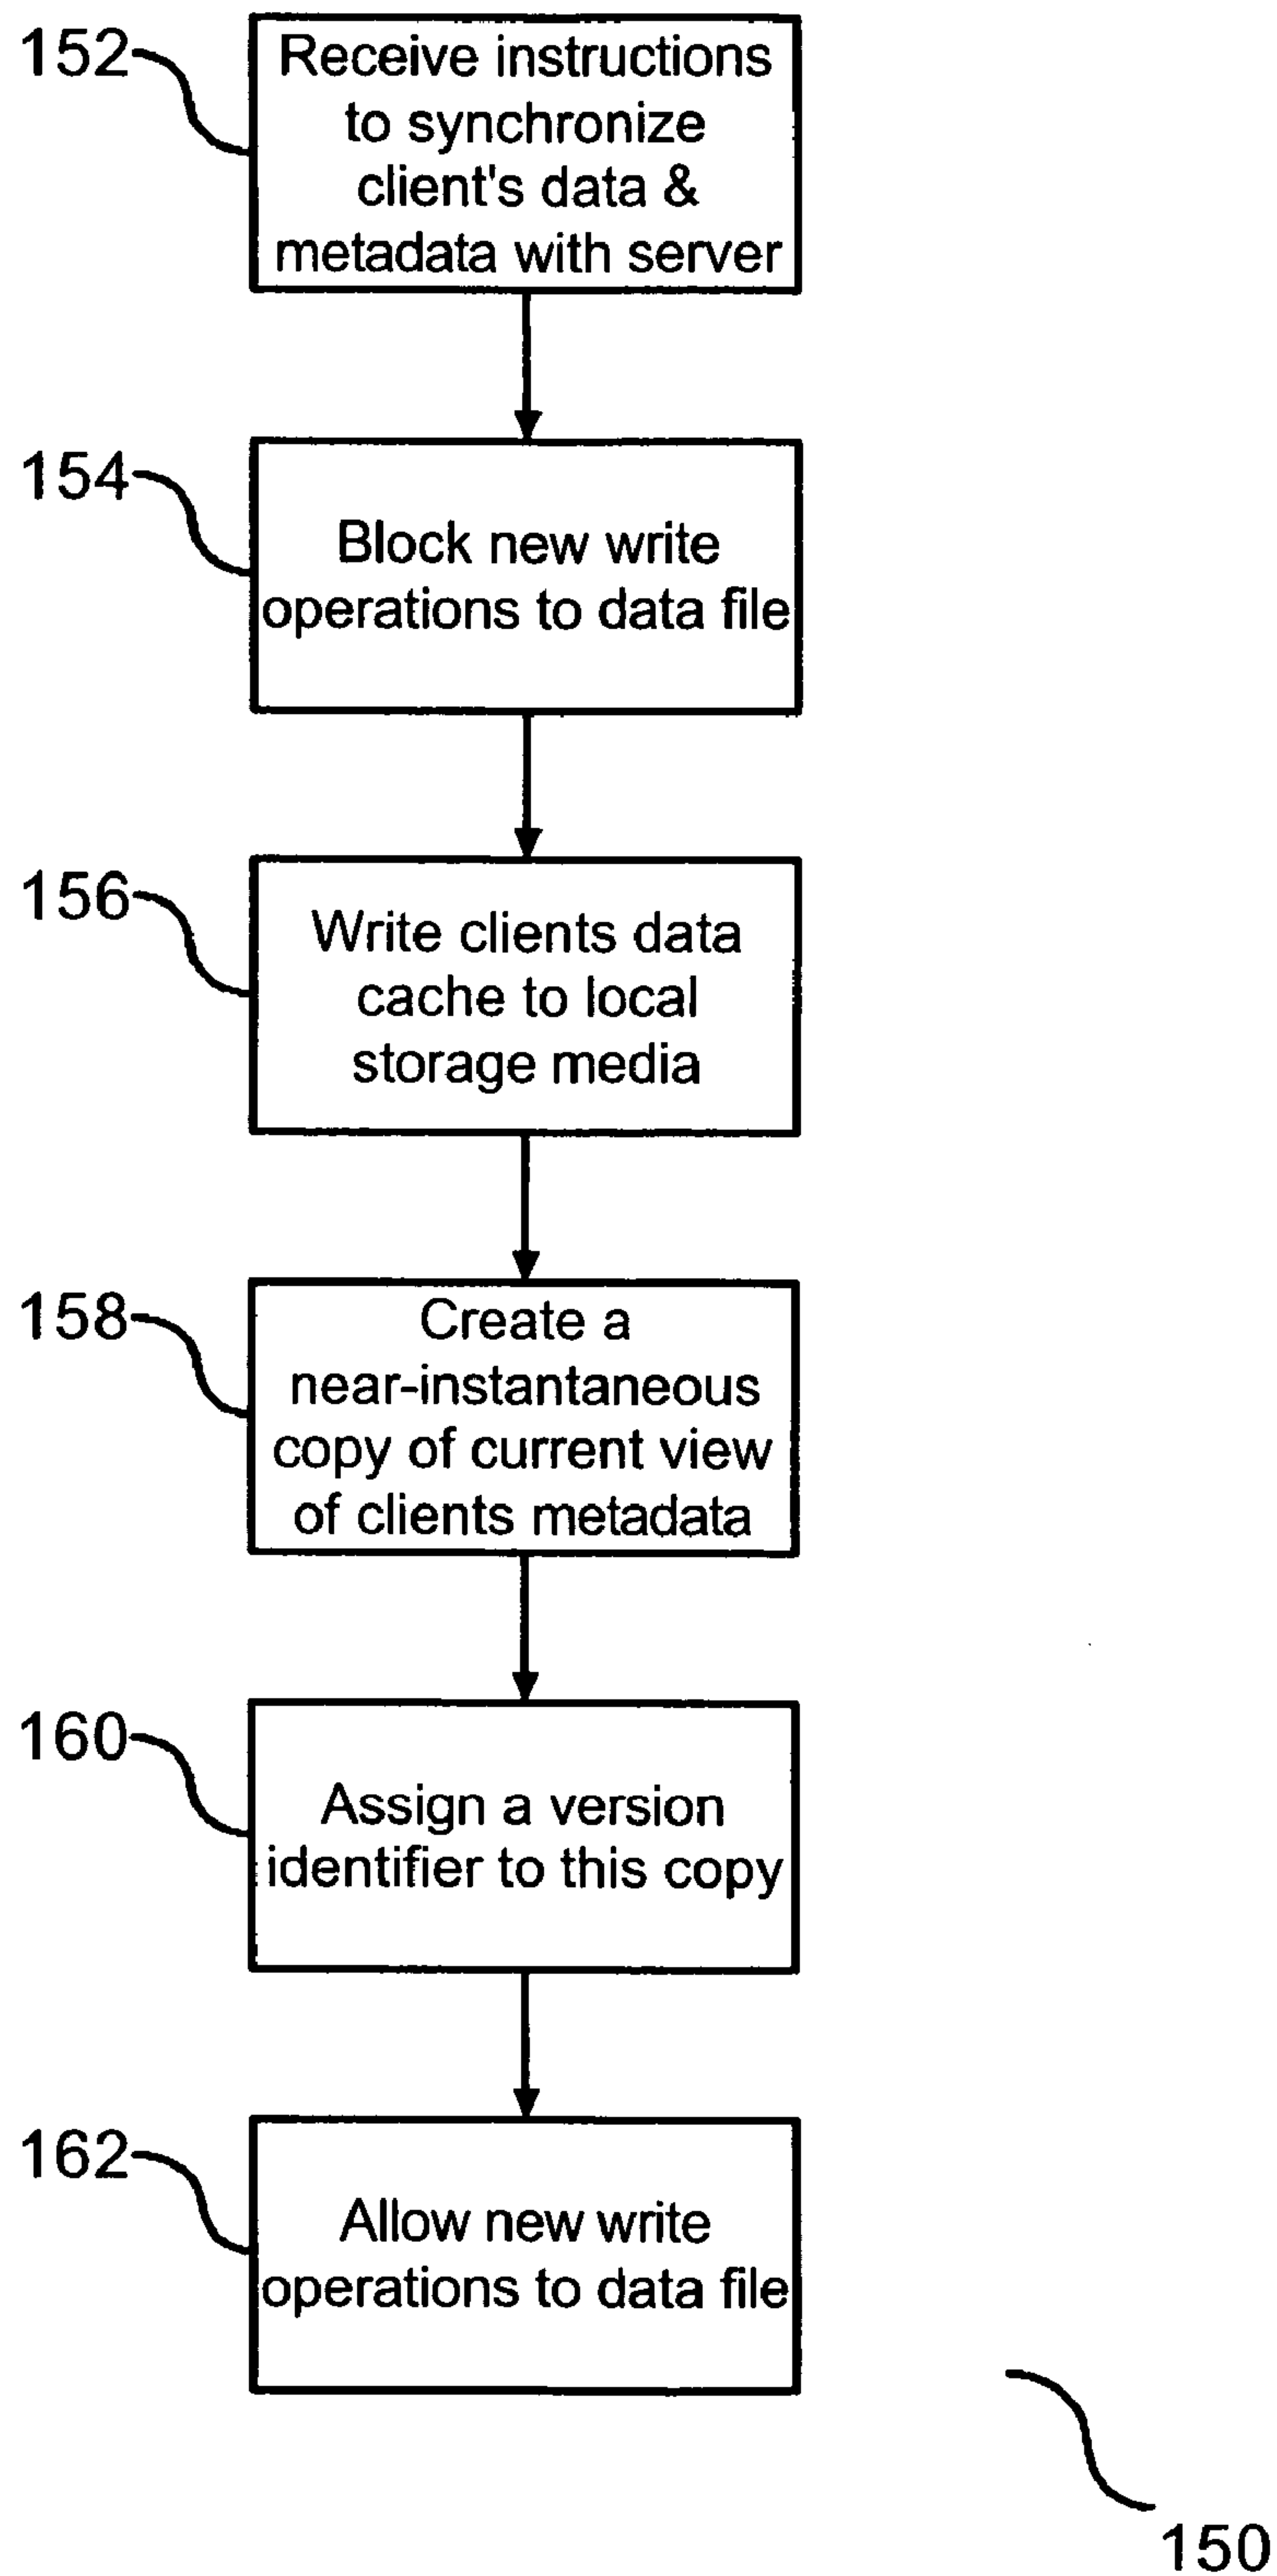 152
Receive instructions
to synchronize
client's data &
metadata with server
154
Block new write
operations to data file
156
Write clients data
cache to local
storage media
158
Create a
near-instantaneous
copy of current view
of clients metadata
160
Assign a version
identifier to this copy
162
Allow new write
operations to data file
150